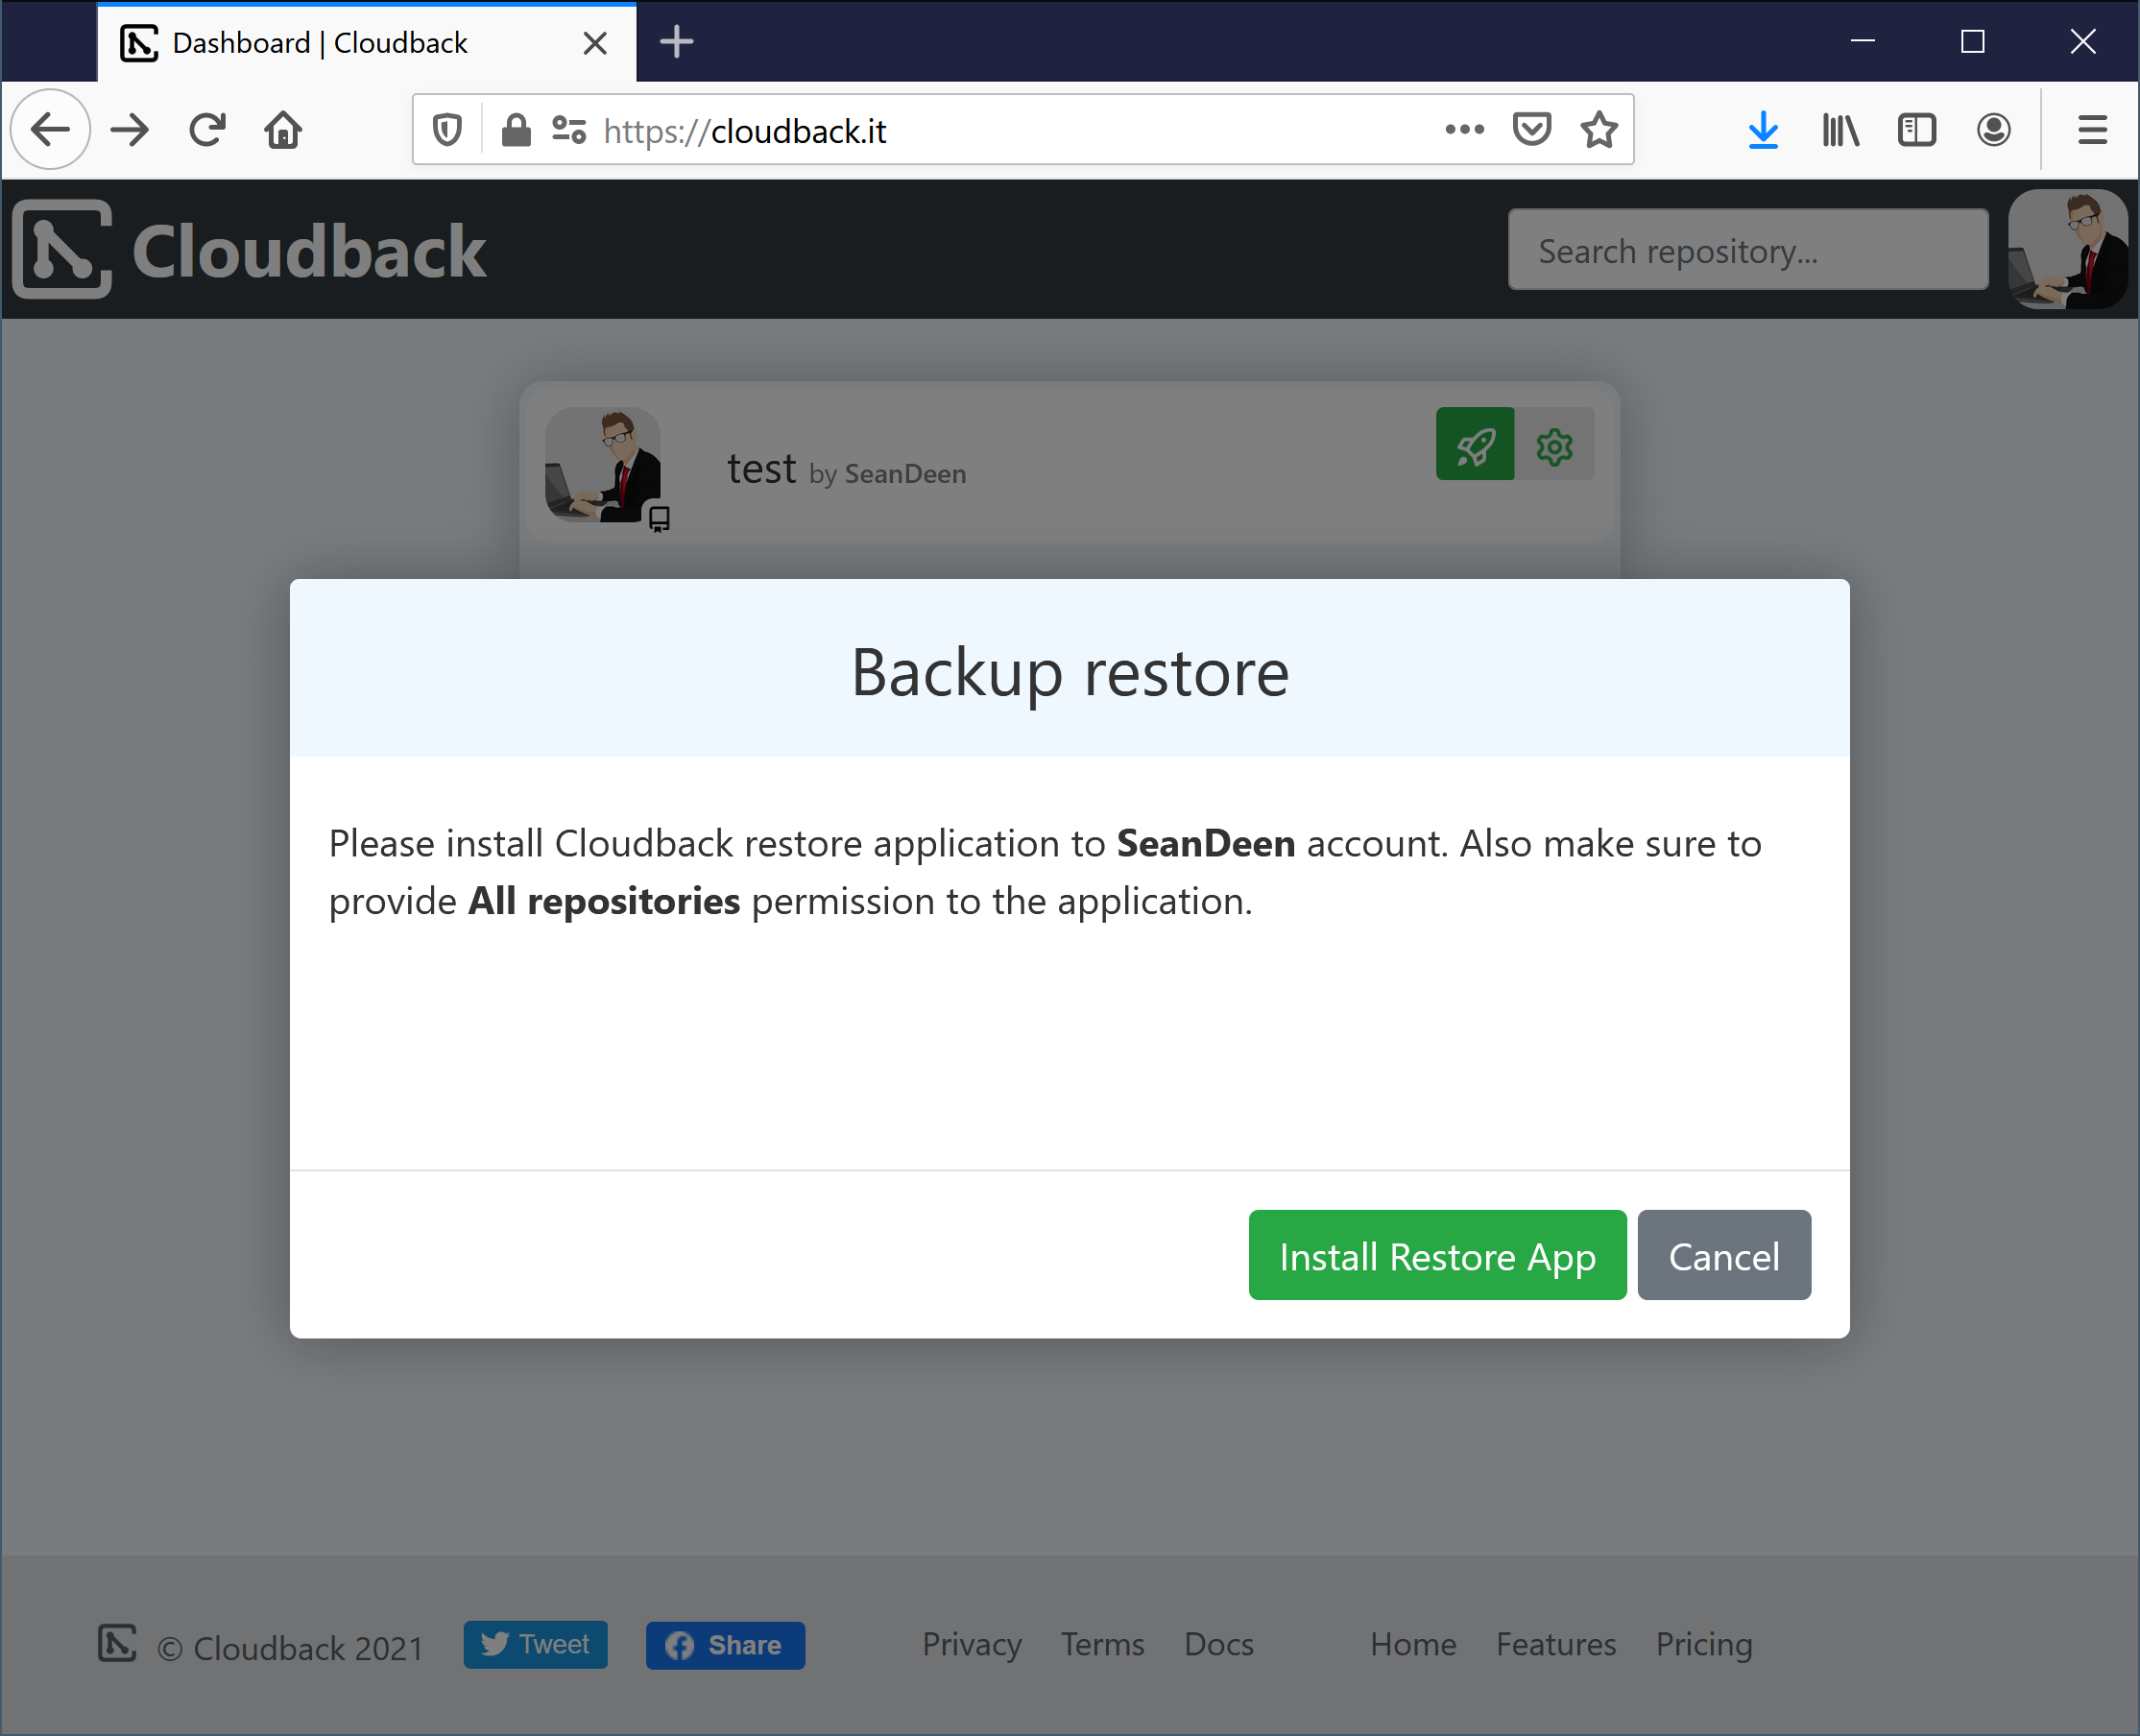 Dashboard | Cloudback
https://cloudback.it
Cloudback
Search repository...
test by SeanDeen
Backup restore
Please install Cloudback restore application to SeanDeen account. Also make sure to
provide All repositories permission to the application.
Install Restore App
Cancel
© Cloudback 2021
Tweet
Share
Privacy
Terms
Docs
Home
Features
Pricing